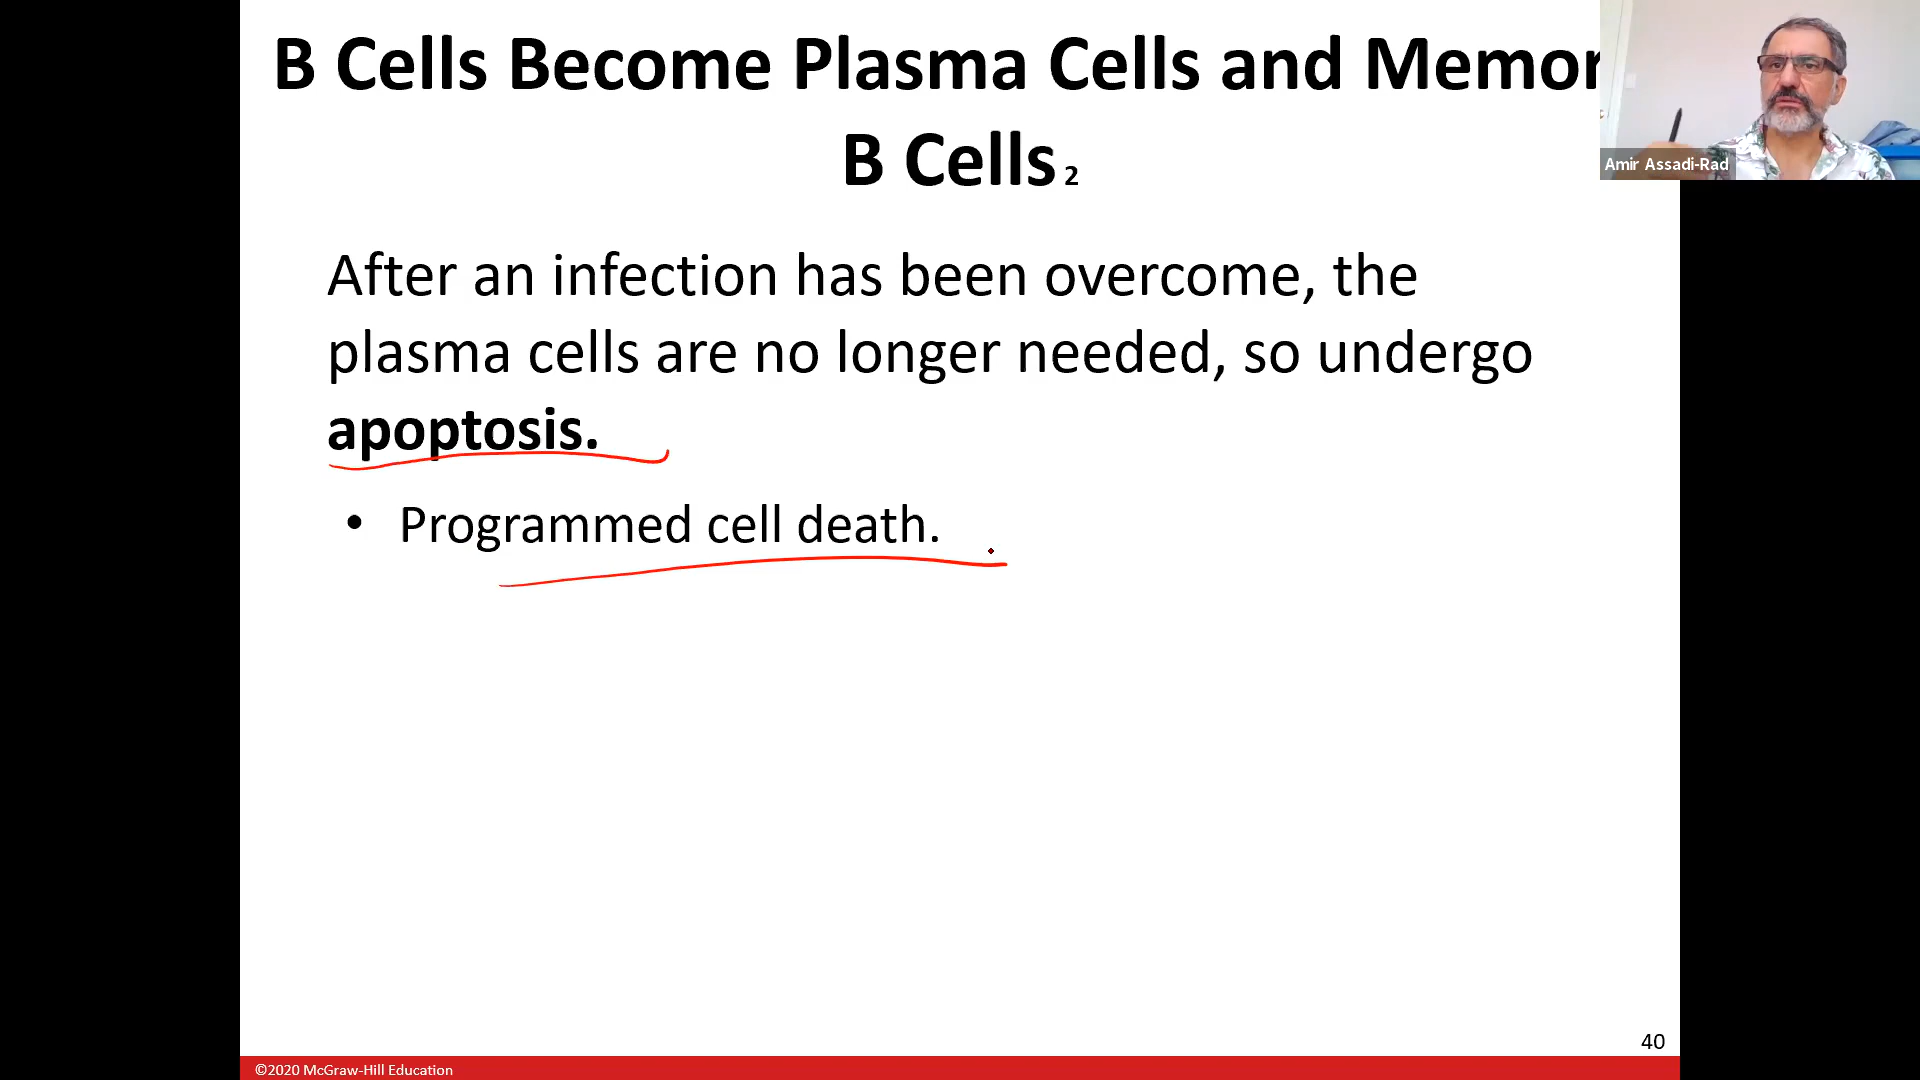 B Cells Become Plasma Cells and Memor
B Cells 2
Amir Assadi-Rad
After an infection has been overcome, the
plasma cells are no longer needed, so undergo
apoptosis.
• Programmed cell death.
40
©2020 McGraw-Hill Education